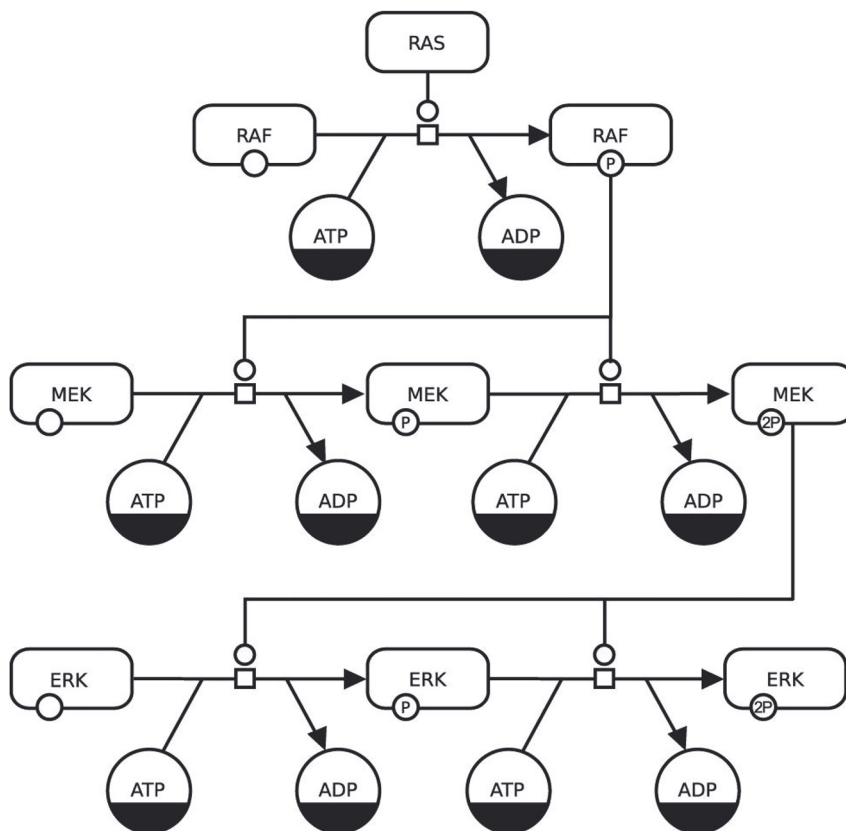 RAS
RAF
RAF
P
ATP
ADP
MEK
MEK
P
MEK
2P
ATP
ADP
ATP
ADP
ERK
ERK
P
ERK
2P
ATP
ADP
ATP
ADP